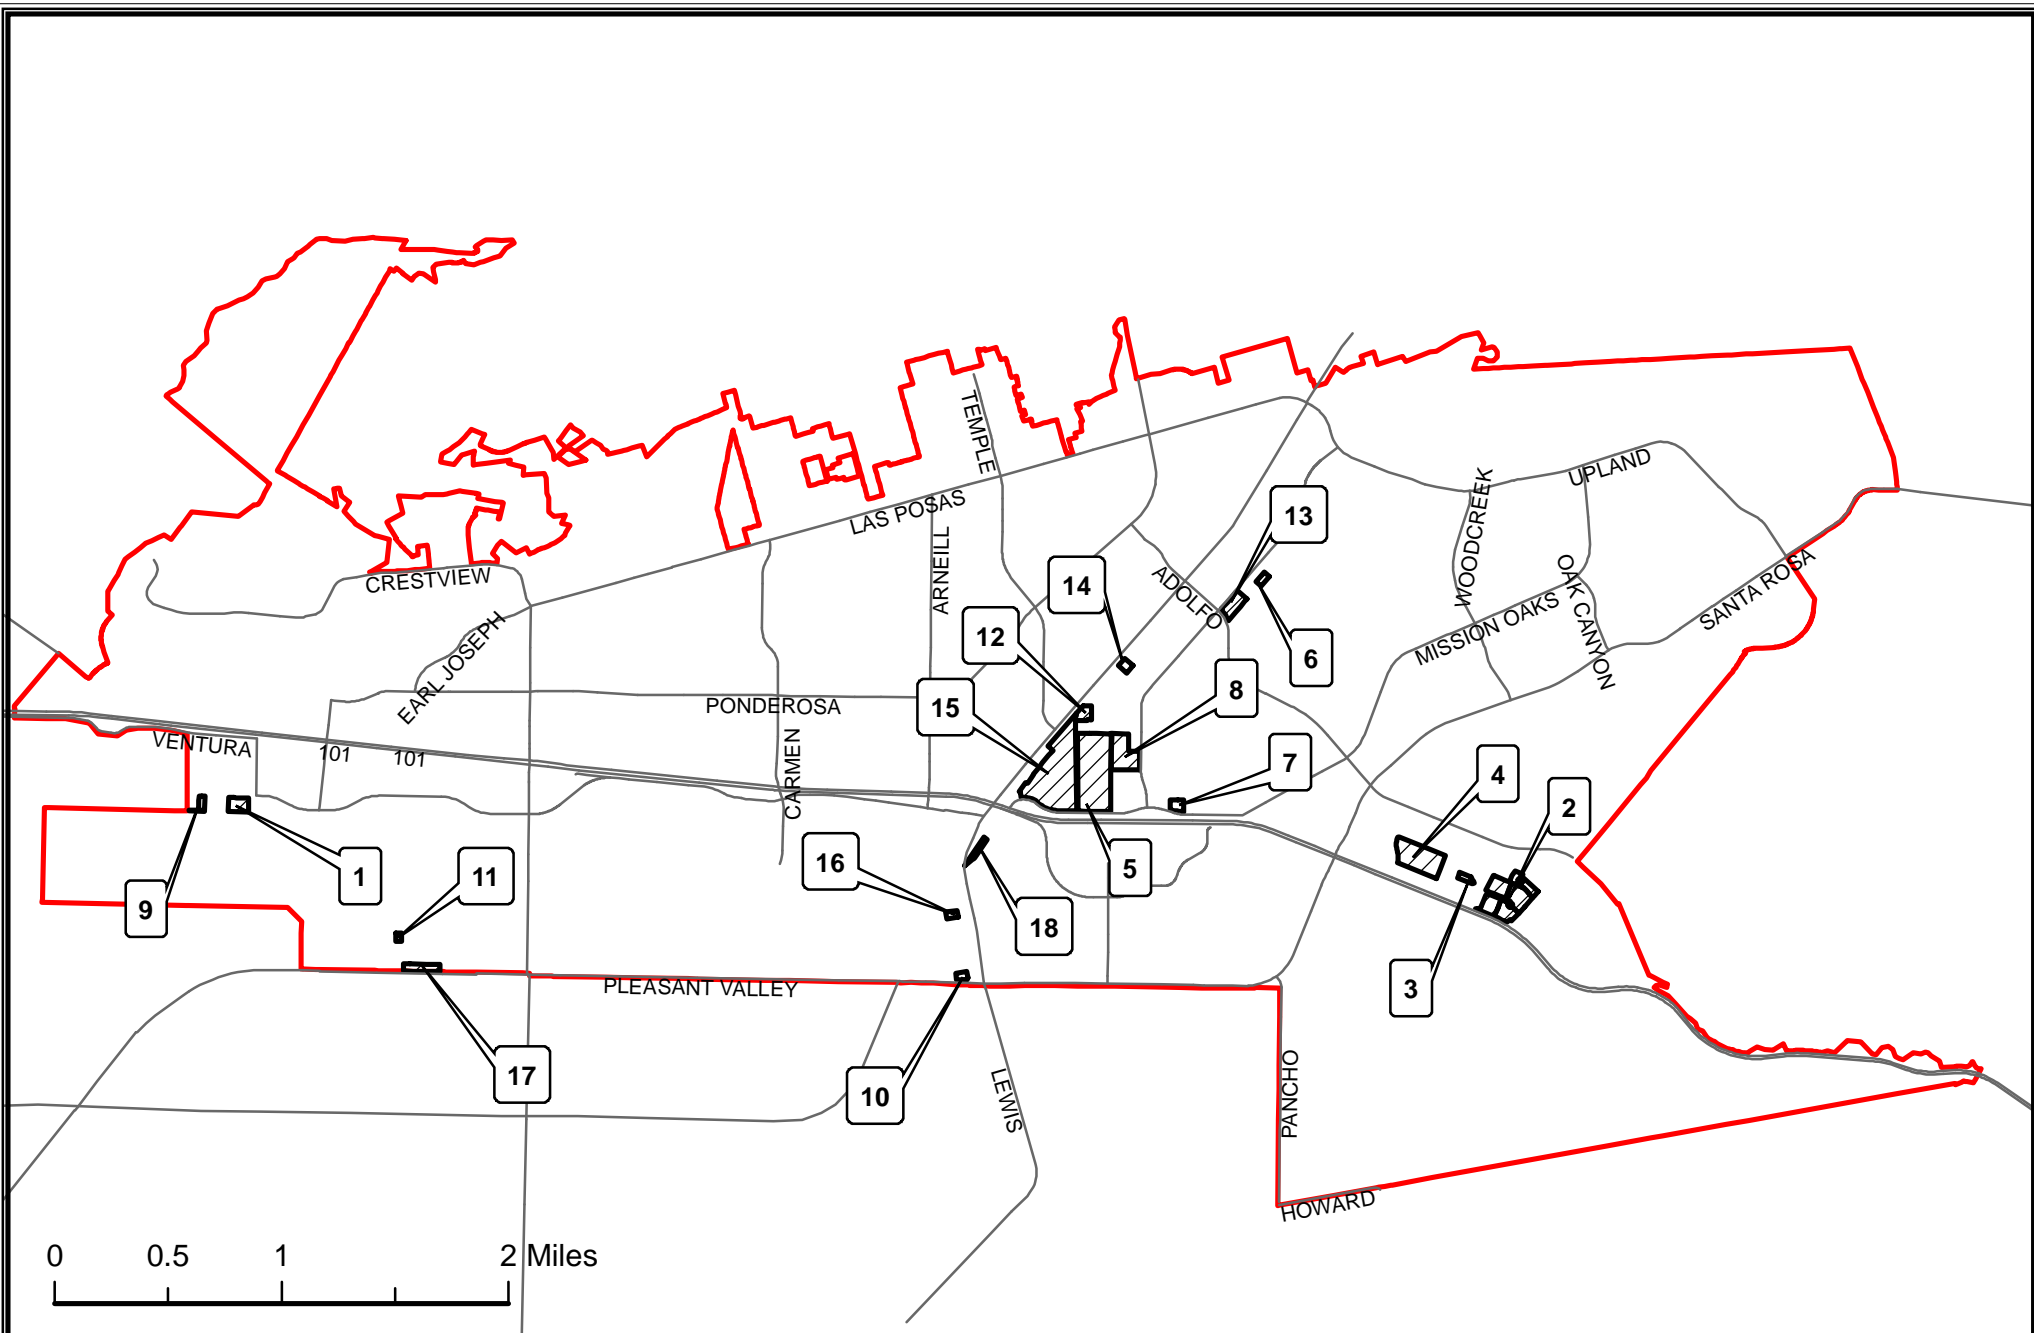 TEMPLE
UPLAND
WOODCREEK
LAS POSAS
13
ARNEILL
ADOLFO
OAK CANYON
SANTA ROSA
CRESTVIEW
14
MISSION OAKS
12
EARL JOSEPH
6
8
15
PONDEROSA
VENTURA
101
101
CARMEN
7
4
2
16
5
1
11
9
18
3
PLEASANT VALLEY
17
10
LEWIS
PANCHO
HOWARD
0 0.5 1 2 Miles